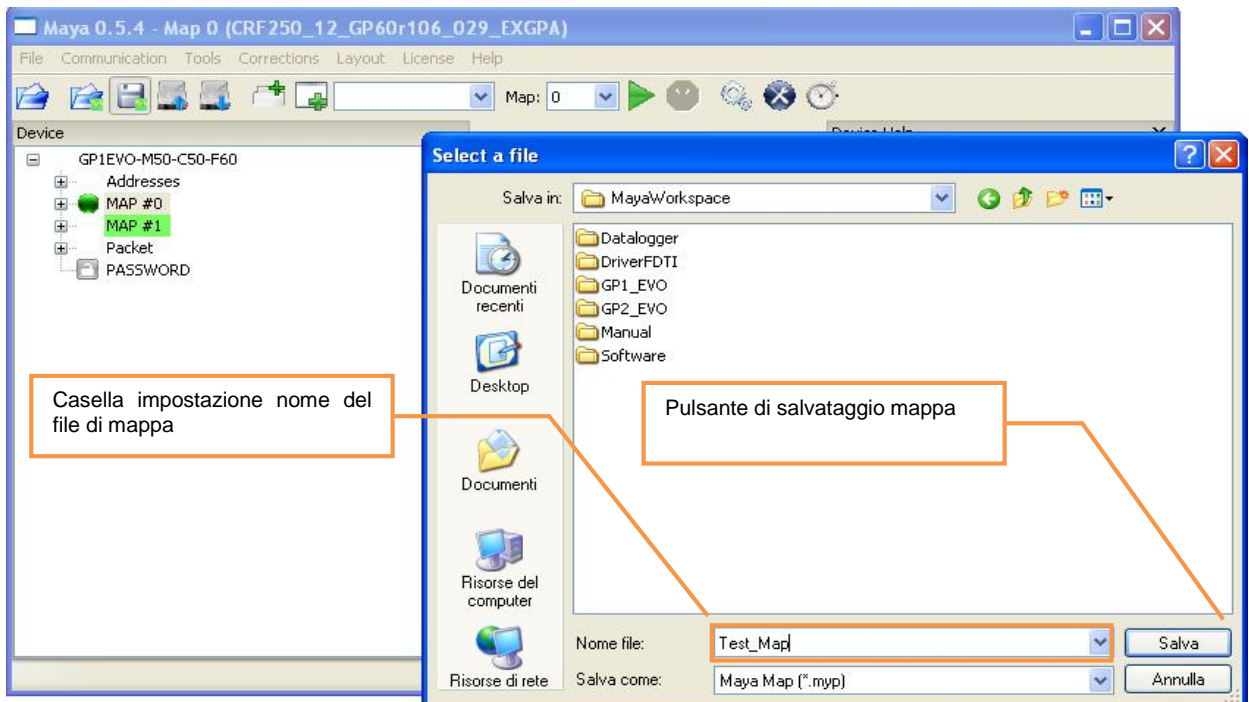 Maya 0.5.4 - Map 0 (CRF250_12_GP60r106_029_EXGPA)
File Communication Tools Corrections Layout License Help
Map: 0
Device
GP1EVO-M50-C50-F60
Addresses
MAP #0
MAP #1
Packet
PASSWORD
Casella impostazione nome del
file di mappa
Select a file
Salva in: MayaWorkspace
Documenti
recenti
Desktop
Documenti
Risorse del
computer
Risorse di rete
Datalogger
DriverFDTI
GP1_EVO
GP2_EVO
Manual
Software
Pulsante di salvataggio mappa
Nome file: Test_Map Salva
Salva come: Maya Map (*.myp) Annulla